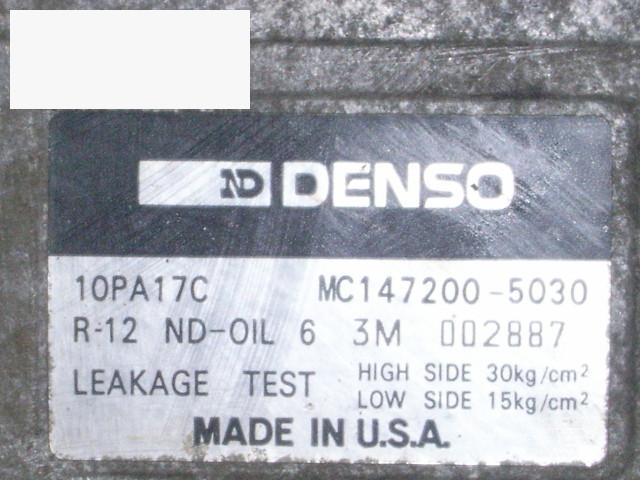 ND DENSO
10PA17C MC147200-5030
R-12 ND-OIL 6 3M 002887
LEAKAGE TEST HIGH SIDE 30kg/cm²
LOW SIDE 15kg/cm²
MADE IN U.S.A.